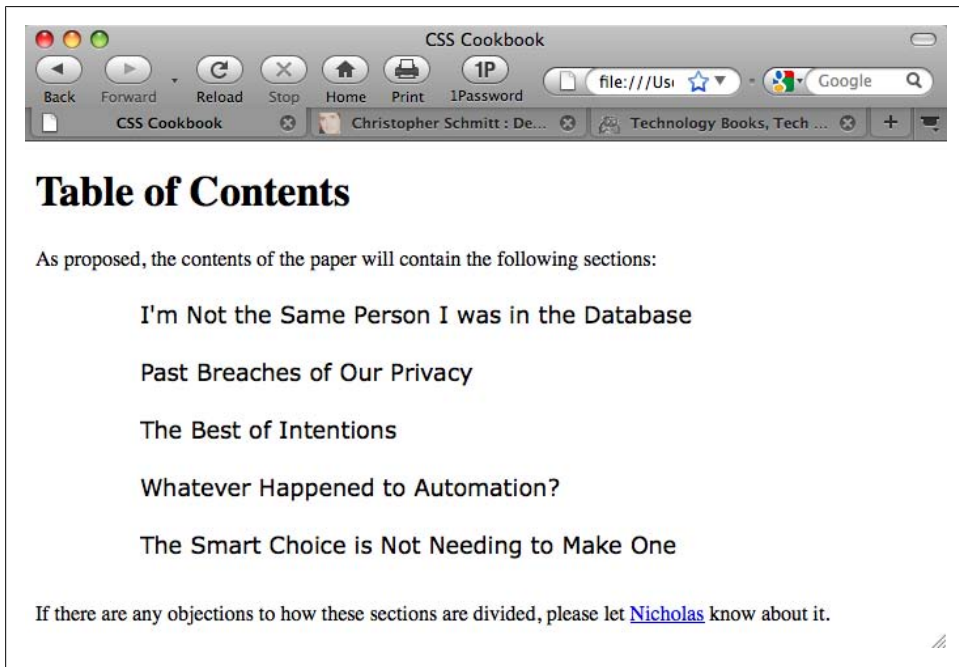 CSS Cookbook
1P
file:///Usi
Google
Back Forward Reload Stop Home Print 1Password
CSS Cookbook
Christopher Schmitt : De...
Technology Books, Tech ...
Table of Contents
As proposed, the contents of the paper will contain the following sections:
I'm Not the Same Person I was in the Database
Past Breaches of Our Privacy
The Best of Intentions
Whatever Happened to Automation?
The Smart Choice is Not Needing to Make One
If there are any objections to how these sections are divided, please let Nicholas know about it.